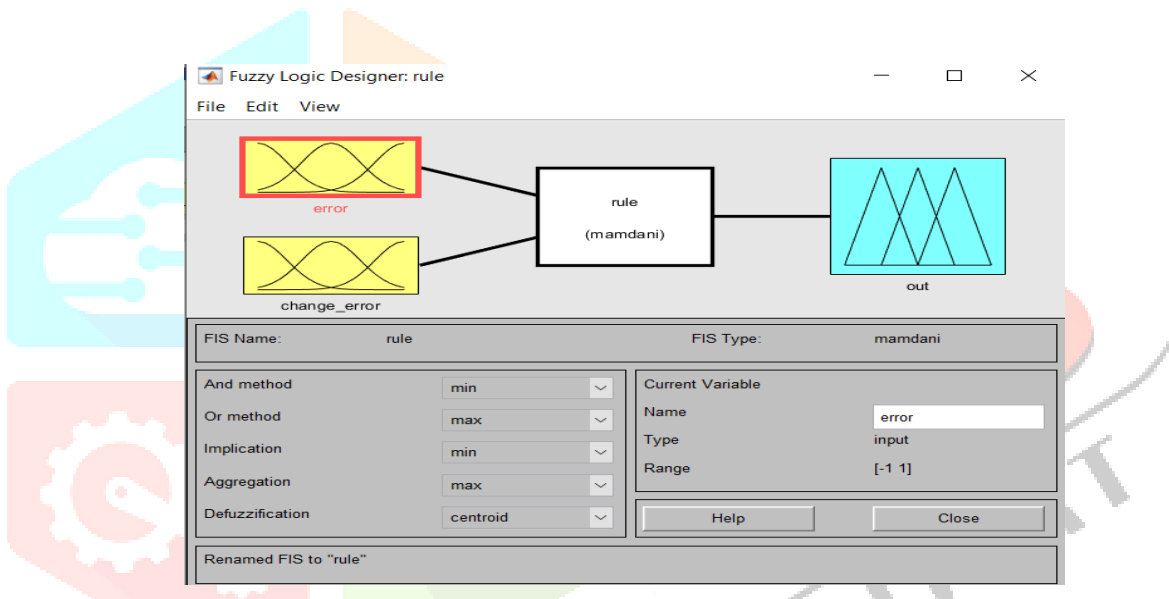 Fuzzy Logic Designer: rule
File Edit View
error
change_error
rule
(mamdani)
out
FIS Name: rule FIS Type: mamdani
And method min
Or method max
Implication min
Aggregation max
Defuzzification centroid
Current Variable
Name error
Type input
Range [-1 1]
Help Close
Renamed FIS to "rule"